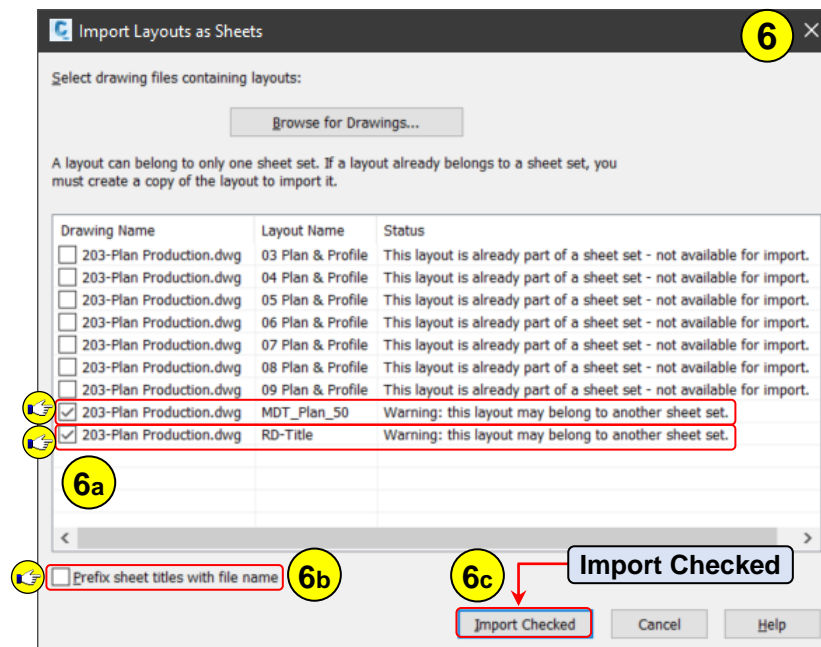 Import Layouts as Sheets
6
Select drawing files containing layouts:
Browse for Drawings...
A layout can belong to only one sheet set. If a layout already belongs to a sheet set, you
must create a copy of the layout to import it.
Drawing Name Layout Name Status
203-Plan Production.dwg 03 Plan & Profile This layout is already part of a sheet set - not available for import.
203-Plan Production.dwg 04 Plan & Profile This layout is already part of a sheet set - not available for import.
203-Plan Production.dwg 05 Plan & Profile This layout is already part of a sheet set - not available for import.
203-Plan Production.dwg 06 Plan & Profile This layout is already part of a sheet set - not available for import.
203-Plan Production.dwg 07 Plan & Profile This layout is already part of a sheet set - not available for import.
203-Plan Production.dwg 08 Plan & Profile This layout is already part of a sheet set - not available for import.
203-Plan Production.dwg 09 Plan & Profile This layout is already part of a sheet set - not available for import.
203-Plan Production.dwg MDT_Plan_50 Warning: this layout may belong to another sheet set.
203-Plan Production.dwg RD-Title Warning: this layout may belong to another sheet set.
6a
Prefix sheet titles with file name
6b
6c
Import Checked
Import Checked
Cancel
Help